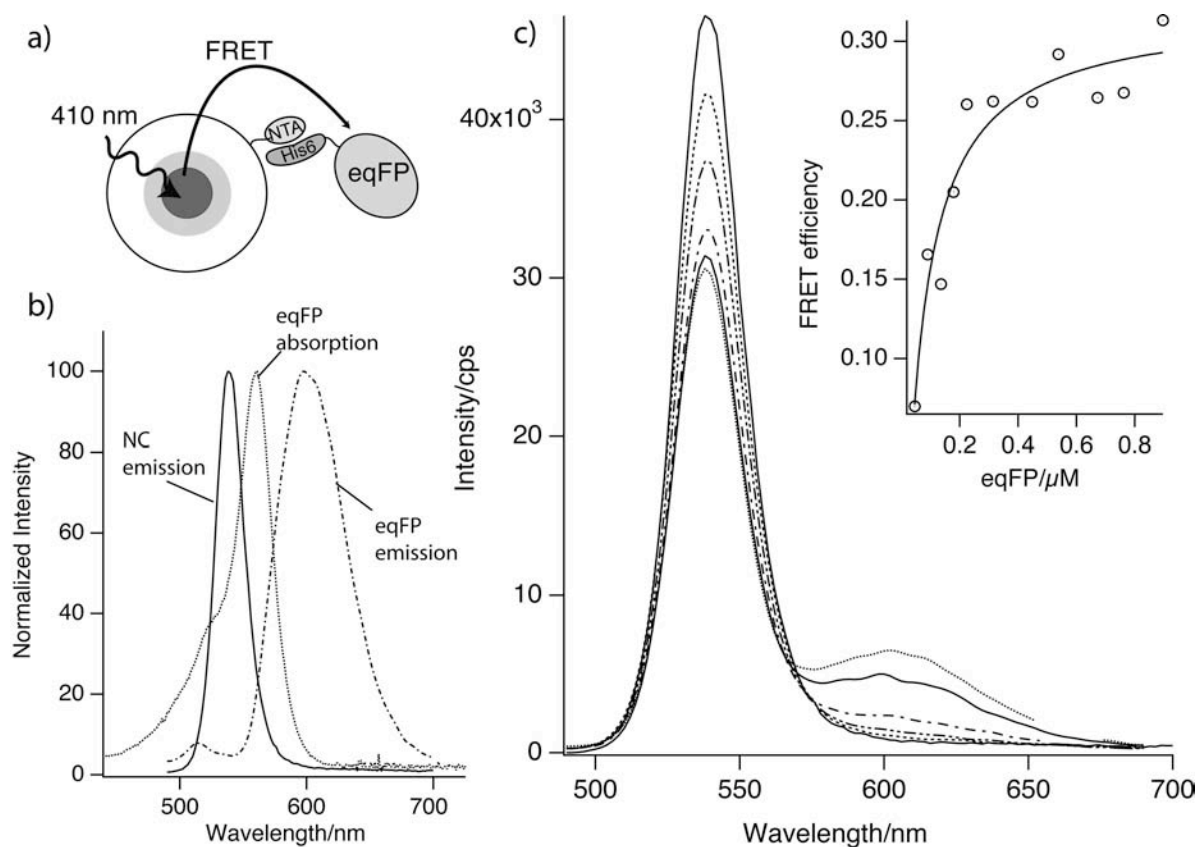 a)
FRET
410 nm
NTA
His6
eqFP
b)
eqFP
absorption
100
80
60
40
20
0
Normalized Intensity
NC
emission
eqFP
emission
500
600
700
Wavelength/nm
c)
40x10³
30
20
10
0
Intensity/cps
500
550
600
650
700
Wavelength/nm
0.30
0.25
0.20
0.15
0.10
FRET efficiency
0.2
0.4
0.6
0.8
eqFP/µM